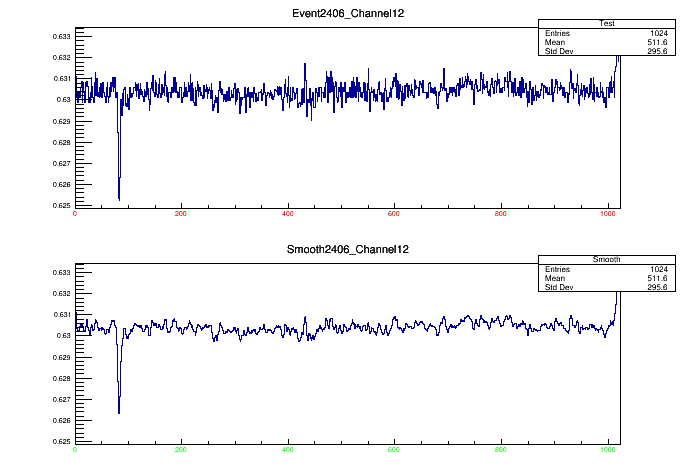 Event2406_Channel12
Test
Entries 1024
Mean 511.6
Std Dev 295.6
0.633
0.632
0.631
0.63
0.629
0.628
0.627
0.626
0.625
0 200 400 600 800 1000
Smooth2406_Channel12
Smooth
Entries 1024
Mean 511.6
Std Dev 295.6
0.633
0.632
0.631
0.63
0.629
0.628
0.627
0.626
0.625
0 200 400 600 800 1000